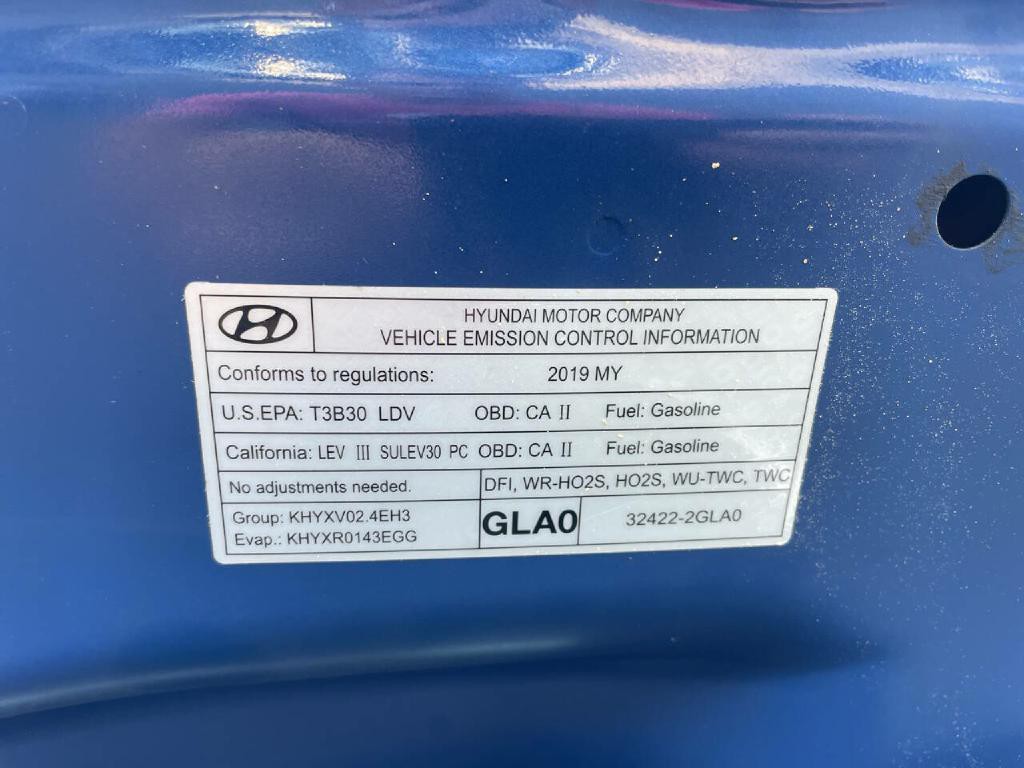 HYUNDAI MOTOR COMPANY
VEHICLE EMISSION CONTROL INFORMATION
Conforms to regulations: 2019 MY
U.S.EPA: T3B30 LDV OBD: CA II Fuel: Gasoline
California: LEV III SULEV30 PC OBD: CA II Fuel: Gasoline
No adjustments needed. DFI, WR-HO2S, HO2S, WU-TWC, TWC
Group: KHYXV02.4EH3
Evap.: KHYXR0143EGG
GLA0
32422-2GLA0